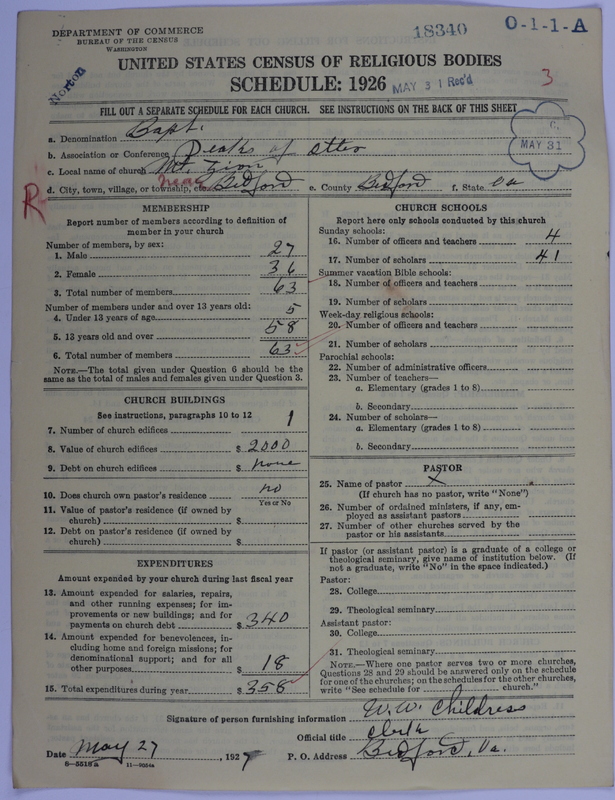 DEPARTMENT OF COMMERCE
BUREAU OF THE CENSUS
WASHINGTON
18340
O-1-1-A
Norton
UNITED STATES CENSUS OF RELIGIOUS BODIES
SCHEDULE: 1926
MAY 31 Rec'd
3
FILL OUT A SEPARATE SCHEDULE FOR EACH CHURCH. SEE INSTRUCTIONS ON THE BACK OF THIS SHEET
C.
MAY 31
a. Denomination Bapt.
b. Association or Conference Peaks of Otter
c. Local name of church Mt. Zion
d. City, town, village, or township, etc. near Bedford e. County Bedford f. State Va
R
MEMBERSHIP
Report number of members according to definition of
member in your church
Number of members, by sex:
1. Male 27
2. Female 36
3. Total number of members 63
Number of members under and over 13 years old:
4. Under 13 years of age 5
5. 13 years old and over 58
6. Total number of members 63
NOTE.—The total given under Question 6 should be the
same as the total of males and females given under Question 3.
CHURCH BUILDINGS
See instructions, paragraphs 10 to 12
7. Number of church edifices 1
8. Value of church edifices $ 2000
9. Debt on church edifices $ none
10. Does church own pastor's residence no
Yes or No
11. Value of pastor's residence (if owned by
church) $
12. Debt on pastor's residence (if owned by
church) $
EXPENDITURES
Amount expended by your church during last fiscal year
13. Amount expended for salaries, repairs,
and other running expenses; for im-
provements or new buildings; and for
payments on church debt $ 340
14. Amount expended for benevolences, in-
cluding home and foreign missions; for
denominational support; and for all
other purposes $ 18
15. Total expenditures during year $ 358
CHURCH SCHOOLS
Report here only schools conducted by this church
Sunday schools:
16. Number of officers and teachers 4
17. Number of scholars 41
Summer vacation Bible schools:
18. Number of officers and teachers
19. Number of scholars
Week-day religious schools:
20. Number of officers and teachers
21. Number of scholars
Parochial schools:
22. Number of administrative officers
23. Number of teachers—
a. Elementary (grades 1 to 8)
b. Secondary
24. Number of scholars—
a. Elementary (grades 1 to 8)
b. Secondary
PASTOR
25. Name of pastor X
(If church has no pastor, write "None")
26. Number of ordained ministers, if any, em-
ployed as assistant pastors
27. Number of other churches served by the
pastor or his assistants
If pastor (or assistant pastor) is a graduate of a college or
theological seminary, give name of institution below. (If
not a graduate, write "No" in the space indicated.)
Pastor:
28. College
29. Theological seminary
Assistant pastor:
30. College
31. Theological seminary
NOTE.—Where one pastor serves two or more churches,
Questions 28 and 29 should be answered only on the schedule
for one of the churches; on the schedules for the other churches,
write "See schedule for church."
Signature of person furnishing information W. W. Childress
Official title clerk
Date May 27, 1927 P. O. Address Bedford, Va.
8-5518a 11-9554a